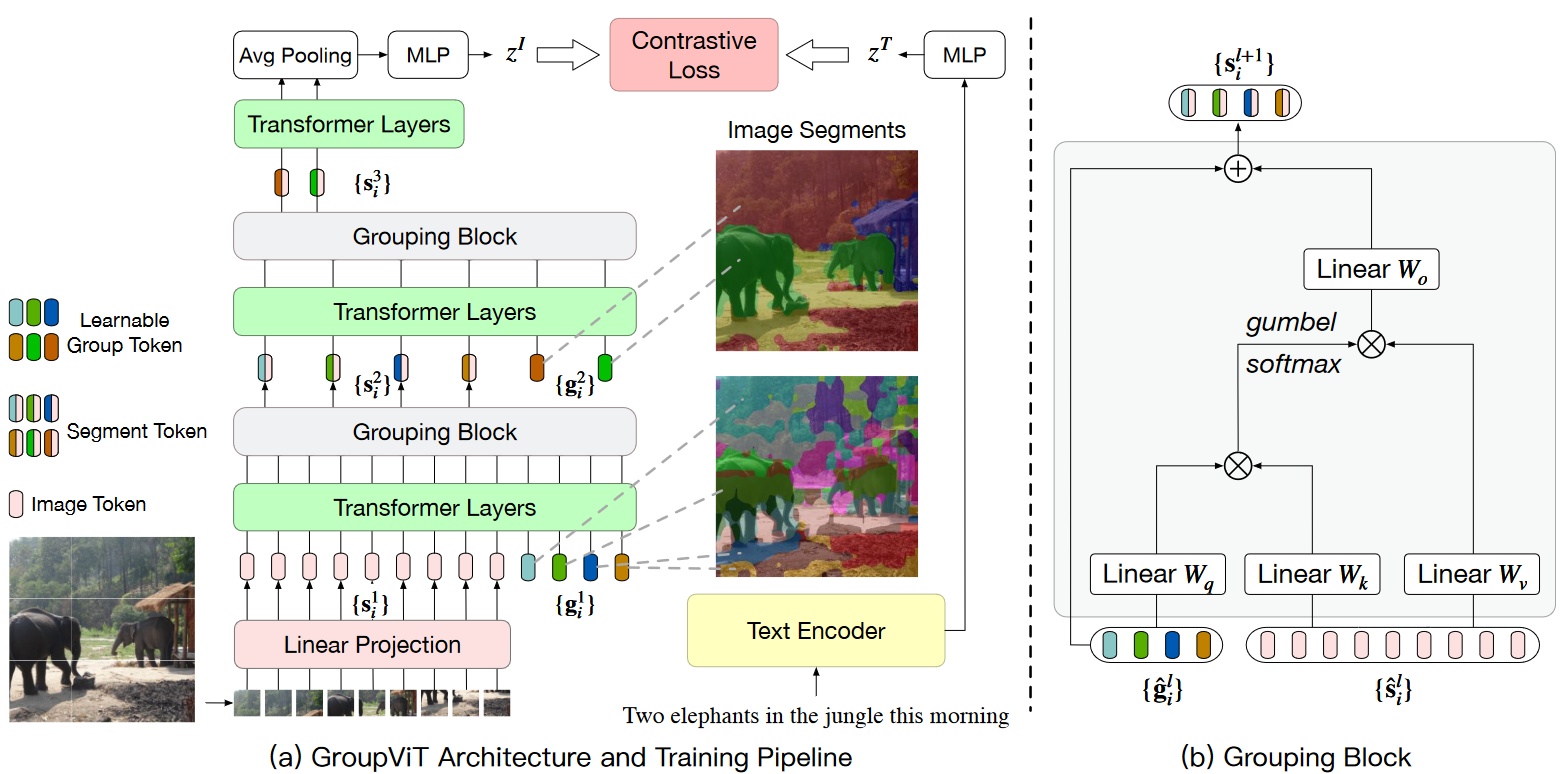 Avg Pooling
MLP
z^I
Contrastive
Loss
z^T
MLP
Transformer Layers
Image Segments
{s_i^3}
Grouping Block
Transformer Layers
Learnable
Group Token
{s_i^2}
{g_i^2}
Segment Token
Grouping Block
Transformer Layers
Image Token
{s_i^1}
{g_i^1}
Linear Projection
Text Encoder
Two elephants in the jungle this morning
(a) GroupViT Architecture and Training Pipeline
{s_i^{l+1}}
+
Linear W_o
gumbel
softmax
Linear W_q
Linear W_k
Linear W_v
{ĝ_i^l}
{ŝ_i^l}
(b) Grouping Block